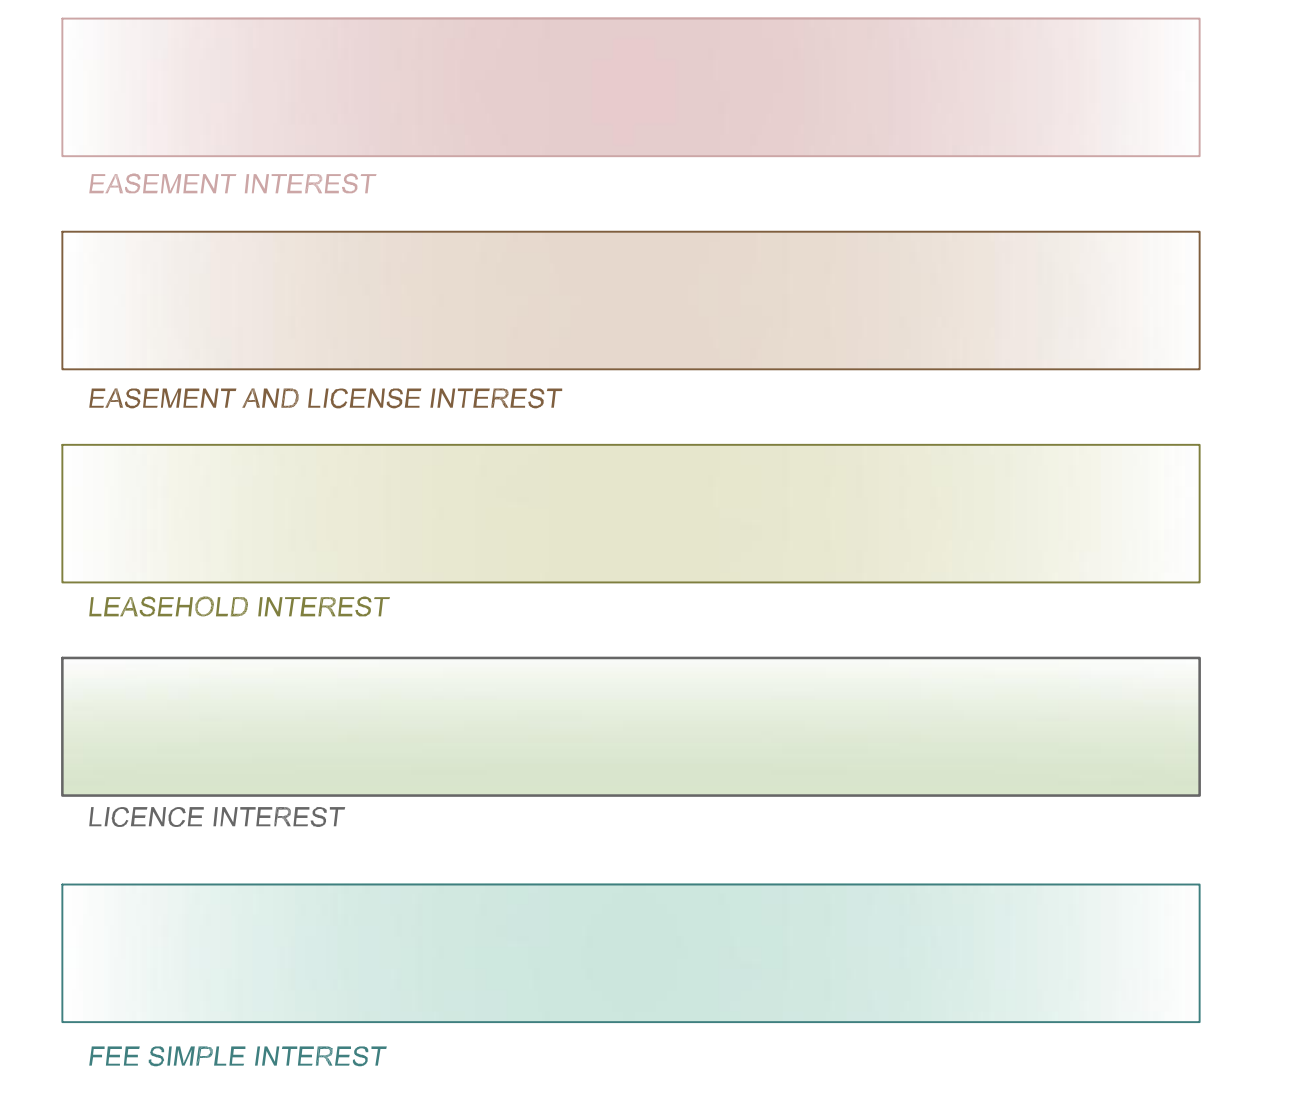 EASEMENT INTEREST
EASEMENT AND LICENSE INTEREST
LEASEHOLD INTEREST
LICENCE INTEREST
FEE SIMPLE INTEREST